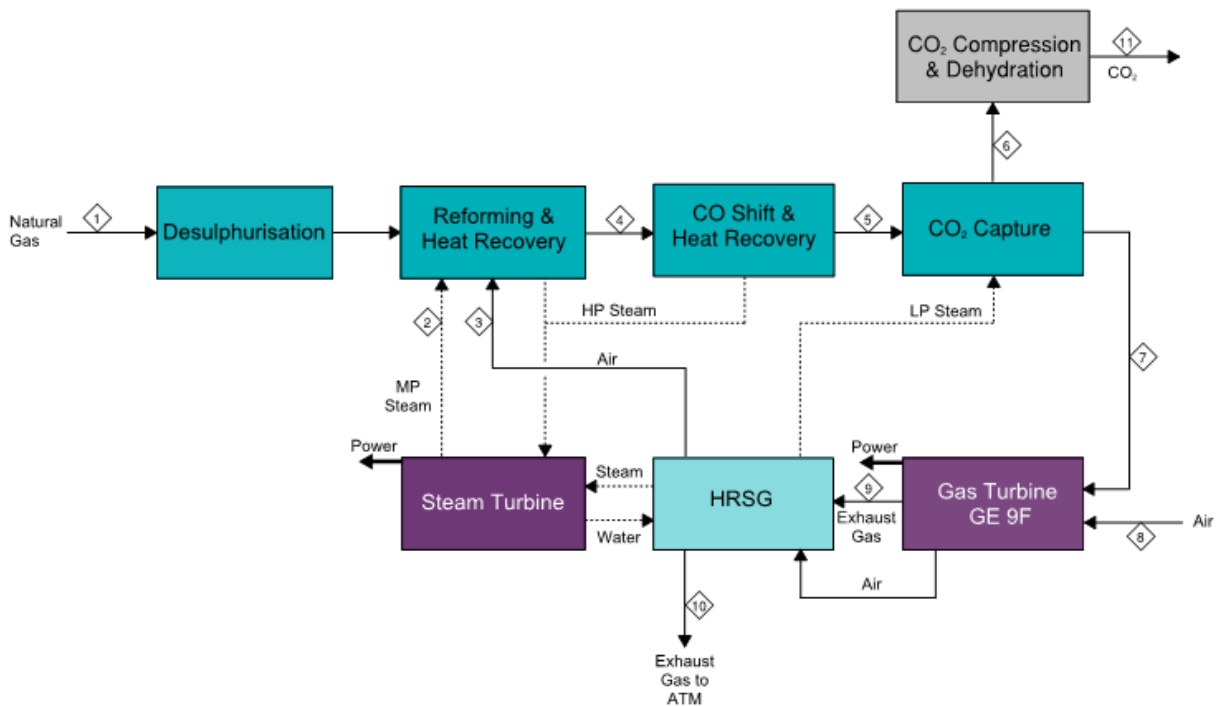 CO₂ Compression
& Dehydration
11
CO₂
6
Natural
Gas
1
Desulphurisation
Reforming &
Heat Recovery
4
CO Shift &
Heat Recovery
5
CO₂ Capture
2
3
HP Steam
LP Steam
Air
7
MP
Steam
Power
Steam Turbine
Steam
Water
HRSG
Power
9
Exhaust
Gas
Gas Turbine
GE 9F
8
Air
Air
10
Exhaust
Gas to
ATM